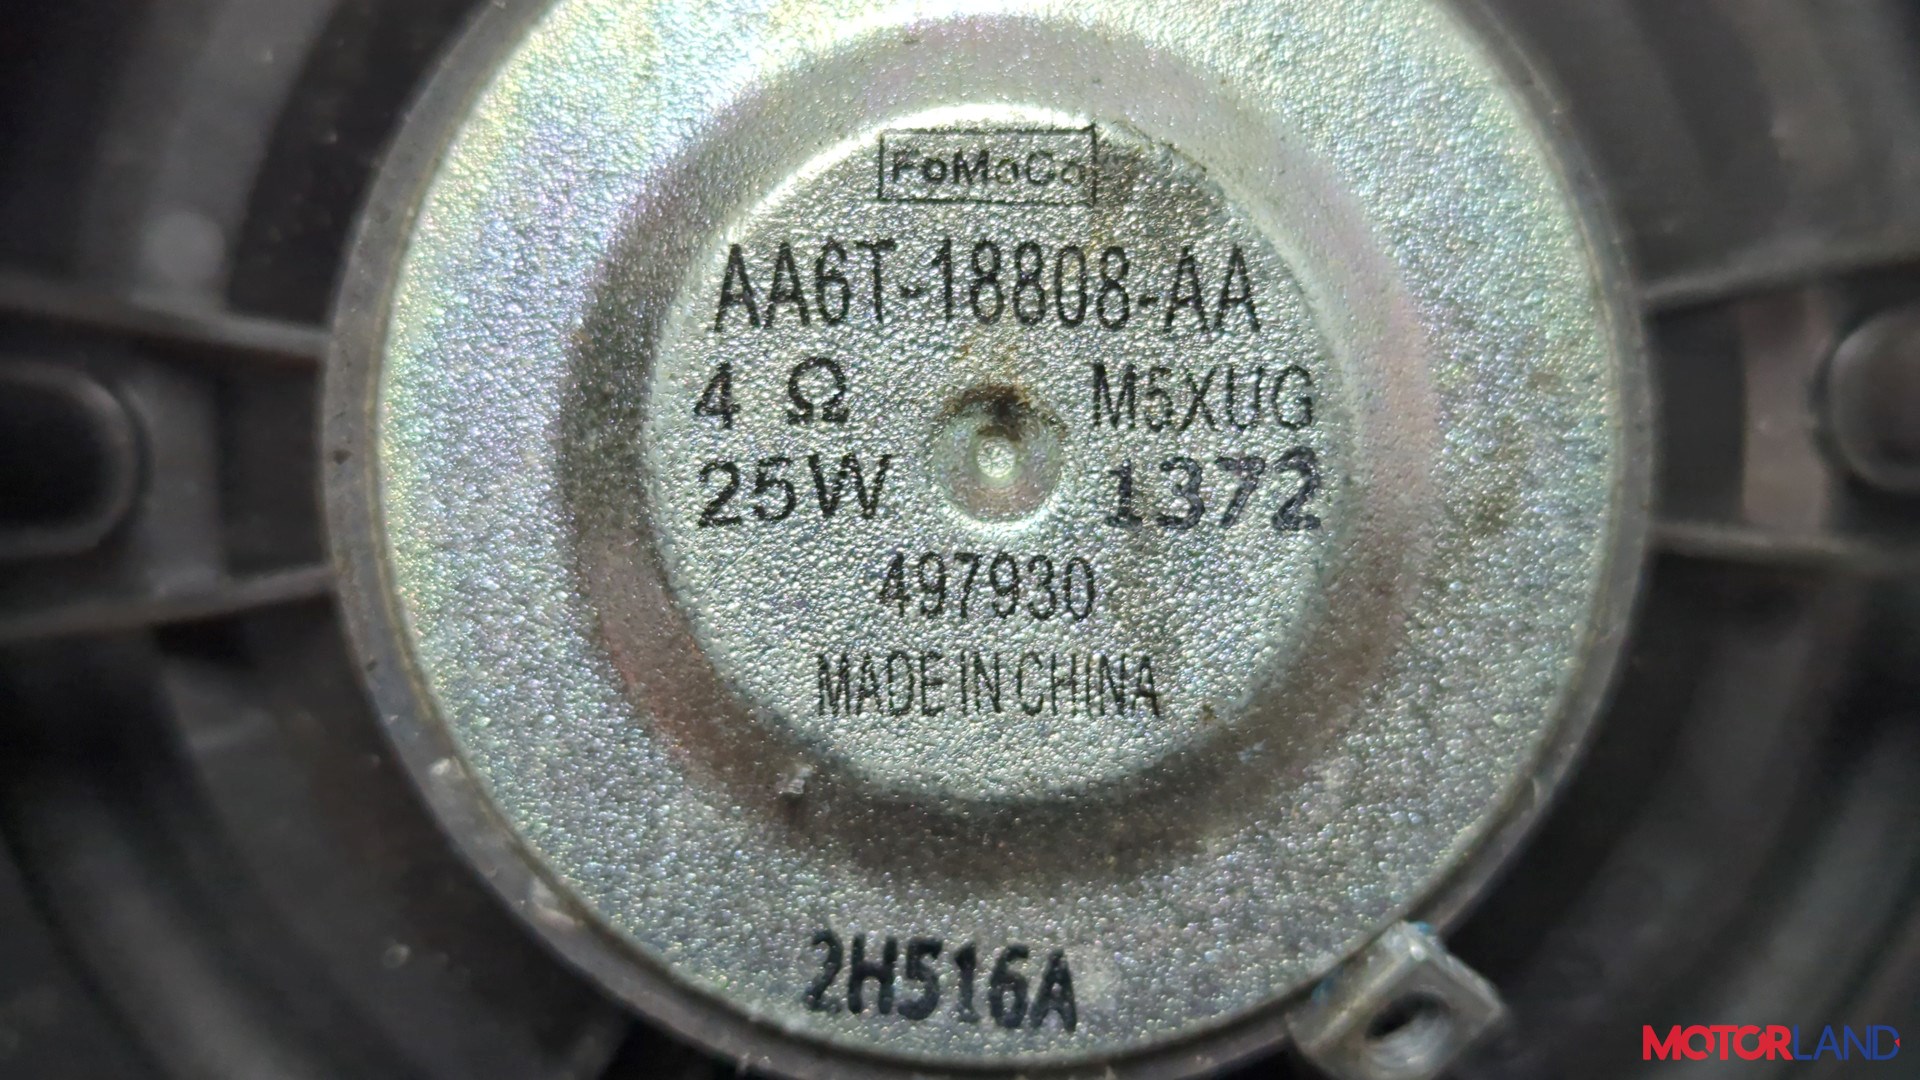 FoMoCo
AA6T-18808-AA
4 Ω M5XUG
25W 1372
497930
MADE IN CHINA
2H516A
MOTORLAND